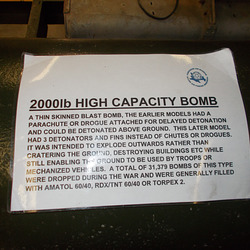 2000lb HIGH CAPACITY BOMB
A THIN SKINNED BLAST BOMB, THE EARLIER MODELS HAD A
PARACHUTE OR DROGUE ATTACHED FOR DELAYED DETONATION
AND COULD BE DETONATED ABOVE GROUND. THIS LATER MODEL
HAD 3 DETONATORS AND FINS INSTEAD OF CHUTES OR DROGUES.
IT WAS INTENDED TO EXPLODE OUTWARDS RATHER THAN
CRATERING THE GROUND, DESTROYING BUILDINGS ETC WHILE
STILL ENABLING THE GROUND TO BE USED BY TROOPS OR
MECHANIZED VEHICLES. A TOTAL OF 31,379 BOMBS OF THIS TYPE
WERE DROPPED DURING THE WAR AND WERE GENERALLY FILLED
WITH AMATOL 60/40, RDX/TNT 60/40 OR TORPEX 2.